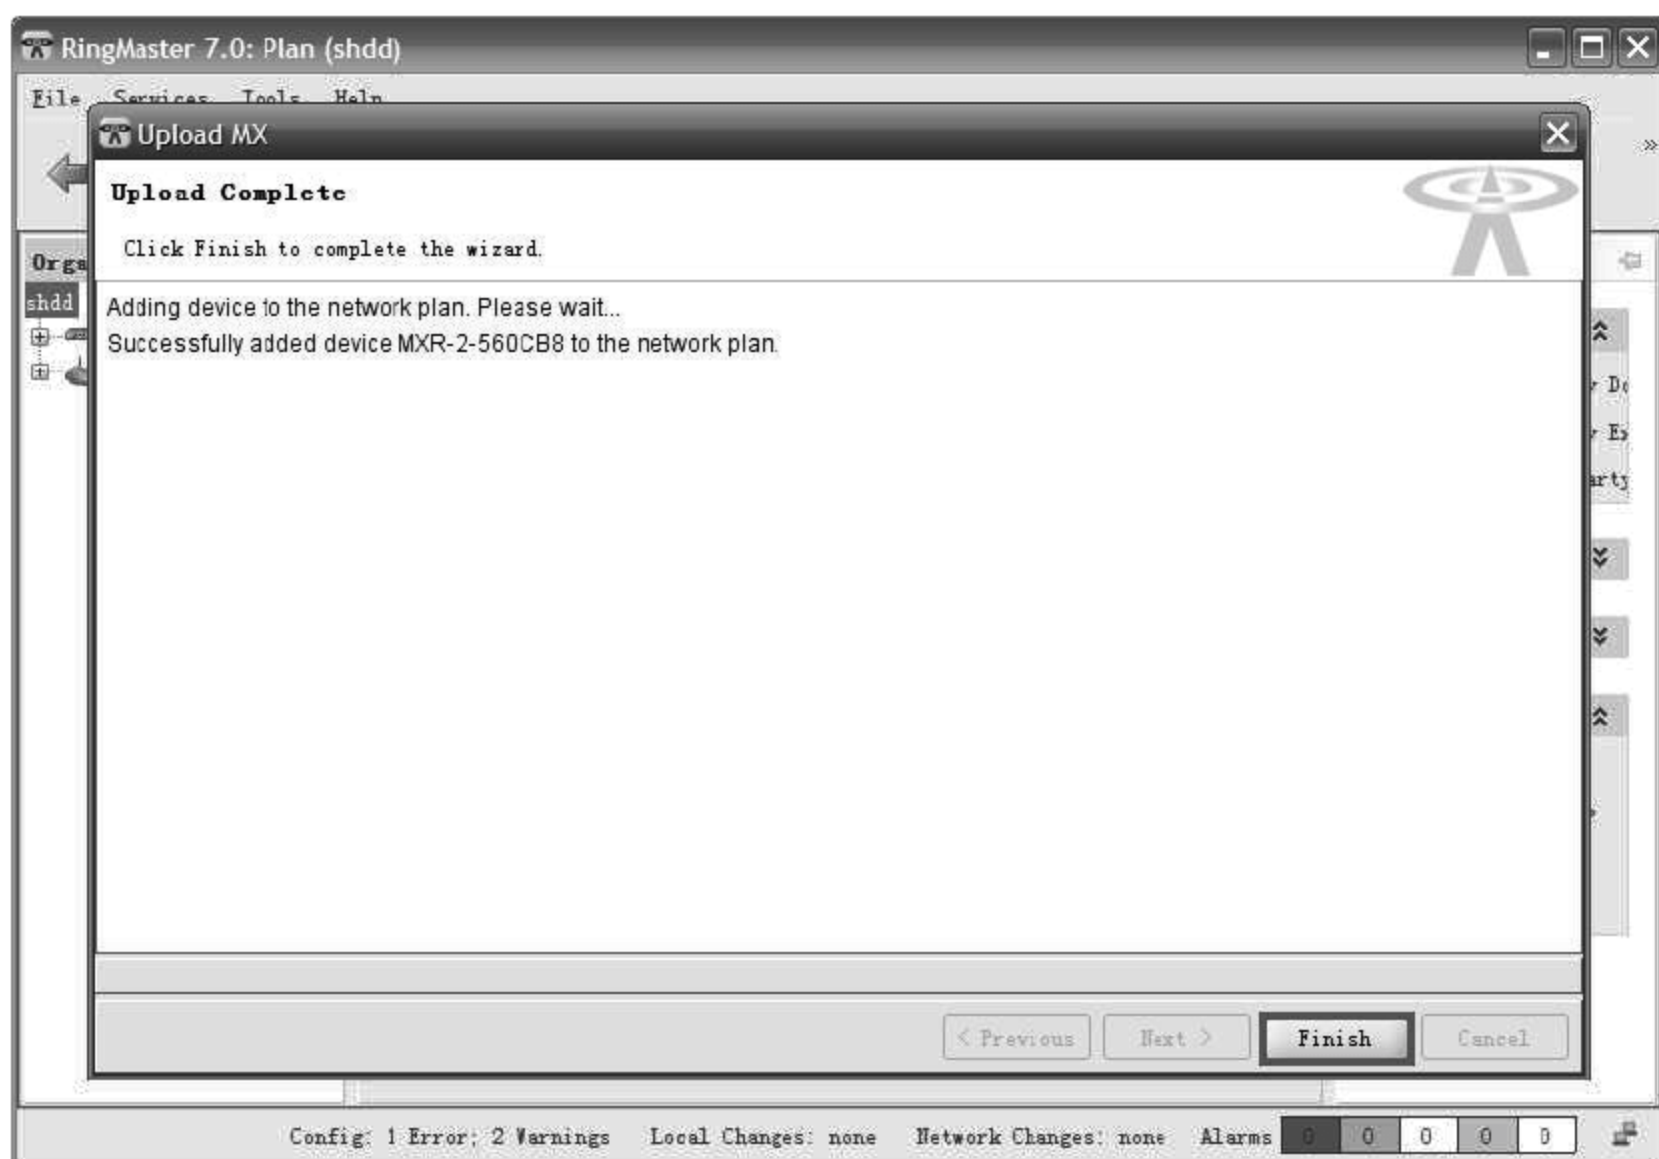 RingMaster 7.0: Plan (shdd)
File Services Tools Help
Upload MX
Upload Complete
Click Finish to complete the wizard.
Orga
shdd
Adding device to the network plan. Please wait...
Successfully added device MXR-2-560CB8 to the network plan.
arty
< Previous Next > Finish Cancel
Config: 1 Error; 2 Warnings Local Changes: none Network Changes: none Alarms 0 0 0 0 0